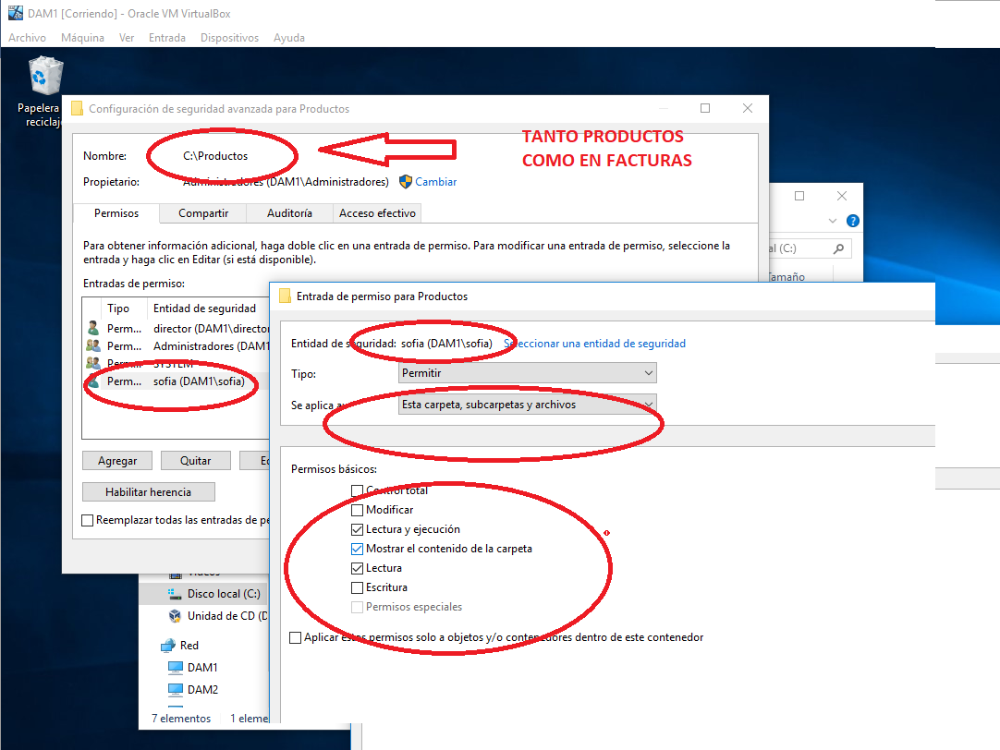 DAM1 [Corriendo] - Oracle VM VirtualBox
Archivo Máquina Ver Entrada Dispositivos Ayuda
Papelera
reciclaje
Configuración de seguridad avanzada para Productos
Nombre: C:\Productos
Propietario: Administradores (DAM1\Administradores) Cambiar
TANTO PRODUCTOS
COMO EN FACTURAS
Permisos Compartir Auditoría Acceso efectivo
Para obtener información adicional, haga doble clic en una entrada de permiso. Para modificar una entrada de permiso, seleccione la
entrada y haga clic en Editar (si está disponible).
Entradas de permiso:
Tipo Entidad de seguridad
Perm... director (DAM1\director
Perm... Administradores (DAM1
Perm... SYSTEM
Perm... sofia (DAM1\sofia)
Agregar Quitar
Habilitar herencia
Reemplazar todas las entradas de pe
al (C:)
Tamaño
Entrada de permiso para Productos
Entidad de seguridad: sofia (DAM1\sofia) Seleccionar una entidad de seguridad
Tipo: Permitir
Se aplica a: Esta carpeta, subcarpetas y archivos
Permisos básicos:
Control total
Modificar
Lectura y ejecución
Mostrar el contenido de la carpeta
Lectura
Escritura
Permisos especiales
Aplicar estos permisos solo a objetos y/o contenedores dentro de este contenedor
Vídeos
Disco local (C:)
Unidad de CD (D
Red
DAM1
DAM2
7 elementos 1 eleme